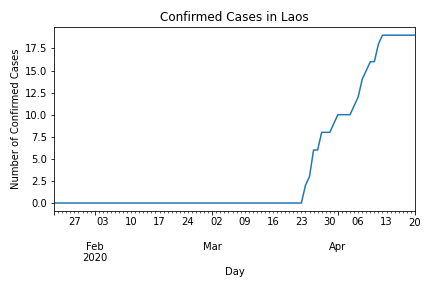 Confirmed Cases in Laos
Number of Confirmed Cases
17.5
15.0
12.5
10.0
7.5
5.0
2.5
0.0
27 03 10 17 24 02 09 16 23 30 06 13 20
Feb Mar Apr
2020
Day